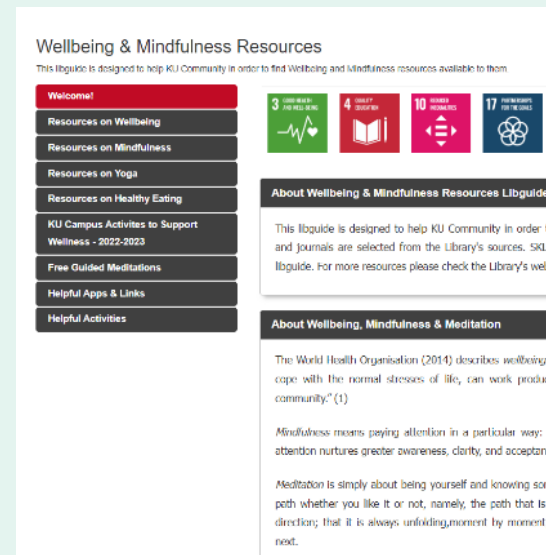 Wellbeing & Mindfulness Resources
This libguide is designed to help KU Community in order to find Wellbeing and Mindfulness resources available to them
Welcome!
Resources on Wellbeing
Resources on Mindfulness
Resources on Yoga
Resources on Healthy Eating
KU Campus Activites to Support
Wellness - 2022-2023
Free Guided Meditations
Helpful Apps & Links
Helpful Activities
3 GOOD HEALTH
AND WELL-BEING
4 QUALITY
EDUCATION
10 REDUCED
INEQUALITIES
17 PARTNERSHIPS
FOR THE GOALS
About Wellbeing & Mindfulness Resources Libguide
This libguide is designed to help KU Community in order
and journals are selected from the Library's sources. SKL
libguide. For more resources please check the Library's we
About Wellbeing, Mindfulness & Meditation
The World Health Organisation (2014) describes wellbeing
cope with the normal stresses of life, can work produ
community." (1)
Mindfulness means paying attention in a particular way:
attention nurtures greater awareness, clarity, and acceptan
Meditation is simply about being yourself and knowing so
path whether you like it or not, namely, the path that is
direction; that it is always unfolding,moment by moment
next.